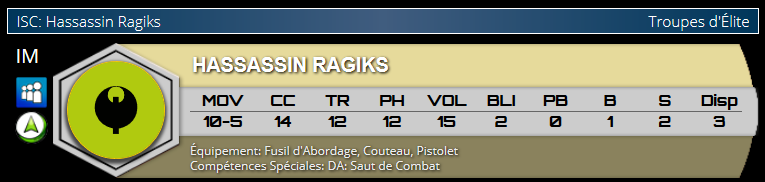 ISC: Hassassin Ragiks Troupes d'Élite
IM
HASSASSIN RAGIKS
MOV CC TR PH VOL BLI PB B S Disp
10-5 14 12 12 15 2 0 1 2 3
Équipement: Fusil d'Abordage, Couteau, Pistolet
Compétences Spéciales: DA: Saut de Combat